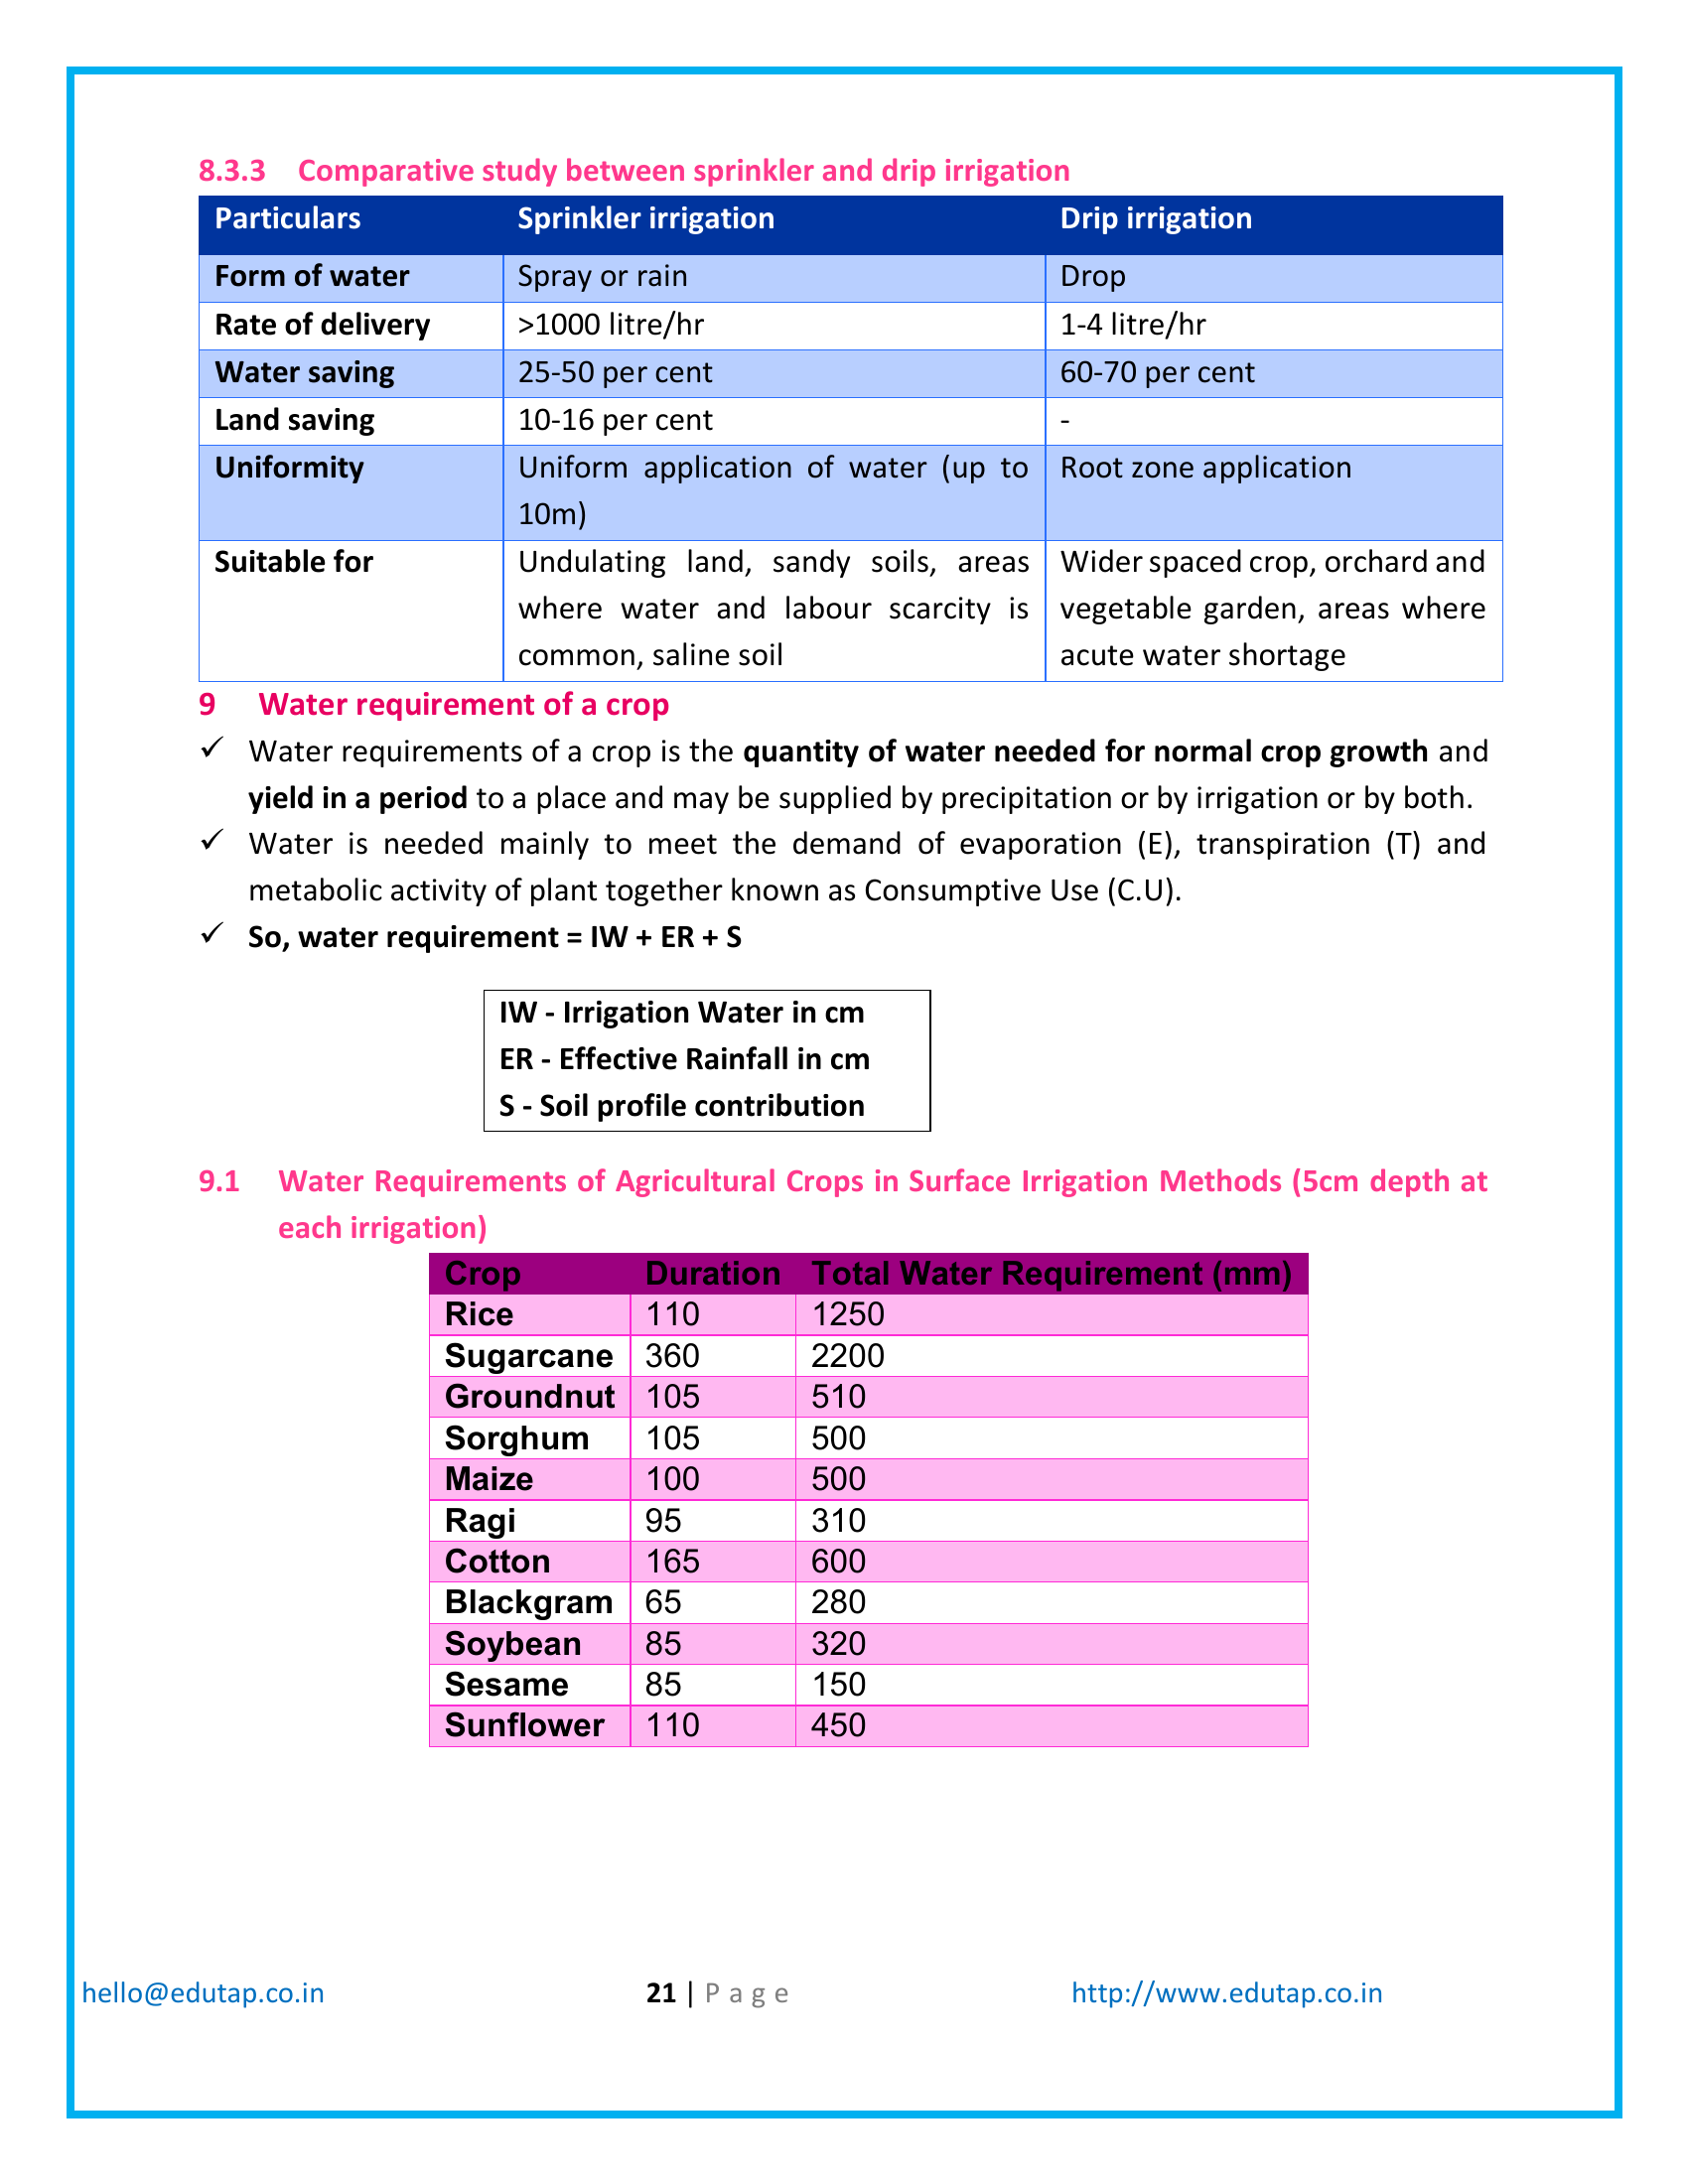 8.3.3 Comparative study between sprinkler and drip irrigation
Particulars Sprinkler irrigation Drip irrigation
Form of water Spray or rain Drop
Rate of delivery >1000 litre/hr 1-4 litre/hr
Water saving 25-50 per cent 60-70 per cent
Land saving 10-16 per cent -
Uniformity Uniform application of water (up to Root zone application
10m)
Suitable for Undulating land, sandy soils, areas Wider spaced crop, orchard and
where water and labour scarcity is vegetable garden, areas where
common, saline soil acute water shortage
9 Water requirement of a crop
✓ Water requirements of a crop is the quantity of water needed for normal crop growth and
yield in a period to a place and may be supplied by precipitation or by irrigation or by both.
✓ Water is needed mainly to meet the demand of evaporation (E), transpiration (T) and
metabolic activity of plant together known as Consumptive Use (C.U).
✓ So, water requirement = IW + ER + S
IW - Irrigation Water in cm
ER - Effective Rainfall in cm
S - Soil profile contribution
9.1 Water Requirements of Agricultural Crops in Surface Irrigation Methods (5cm depth at
each irrigation)
Crop Duration Total Water Requirement (mm)
Rice 110 1250
Sugarcane 360 2200
Groundnut 105 510
Sorghum 105 500
Maize 100 500
Ragi 95 310
Cotton 165 600
Blackgram 65 280
Soybean 85 320
Sesame 85 150
Sunflower 110 450
hello@edutap.co.in 21 | Page http://www.edutap.co.in